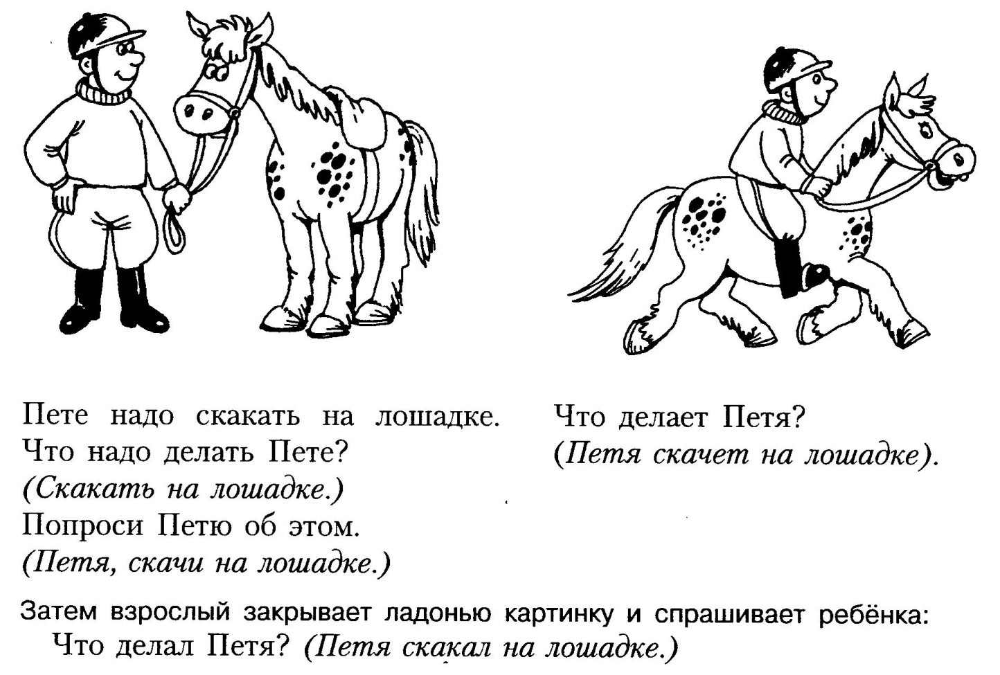 Пете надо скакать на лошадке.
Что надо делать Пете?
(Скакать на лошадке.)
Попроси Петю об этом.
(Петя, скачи на лошадке.)
Что делает Петя?
(Петя скачет на лошадке).
Затем взрослый закрывает ладонью картинку и спрашивает ребёнка:
Что делал Петя? (Петя скакал на лошадке.)